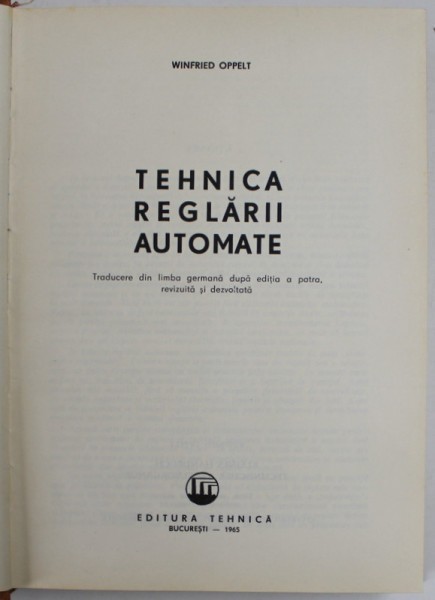 WINFRIED OPPELT
TEHNICA
REGLĂRII
AUTOMATE
Traducere din limba germană după ediția a patra,
revizuită și dezvoltată
EDITURA TEHNICĂ
BUCUREȘTI — 1965